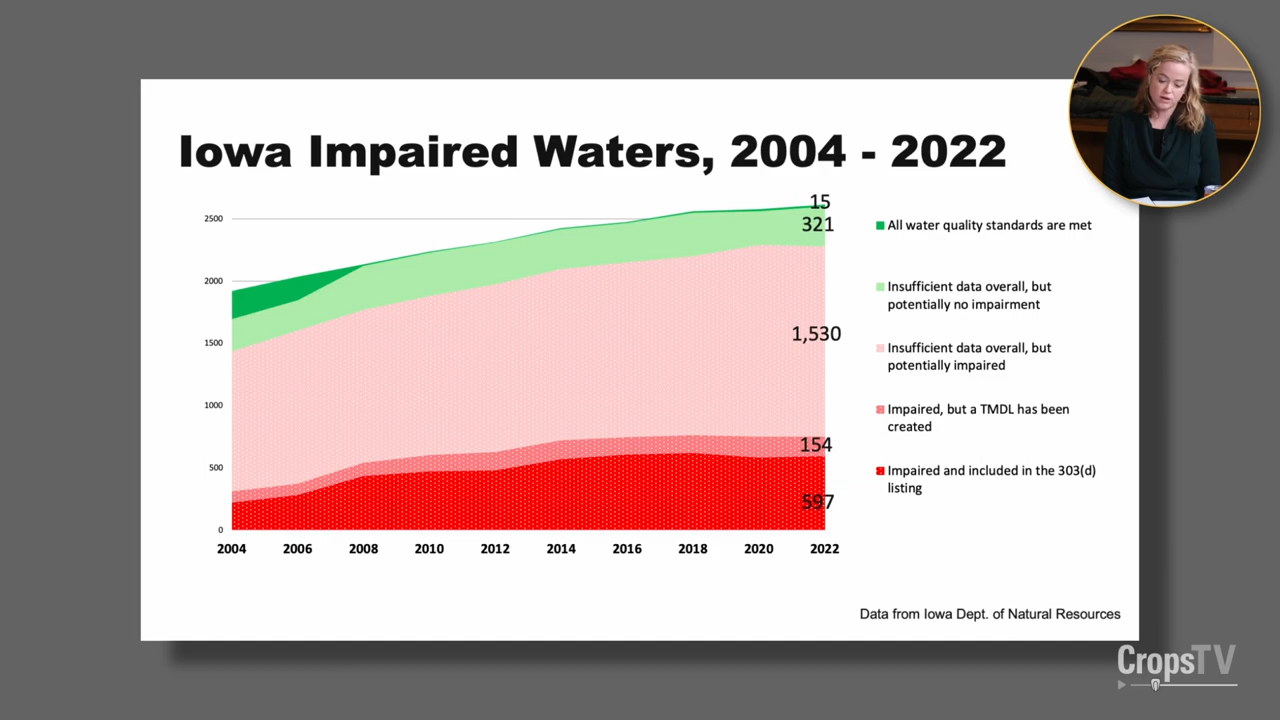 Iowa Impaired Waters, 2004 - 2022
15
2500
321
All water quality standards are met
2000
Insufficient data overall, but
potentially no impairment
1500
1,530
Insufficient data overall, but
potentially impaired
1000
Impaired, but a TMDL has been
created
500
154
Impaired and included in the 303(d)
listing
597
0
2004 2006 2008 2010 2012 2014 2016 2018 2020 2022
Data from Iowa Dept. of Natural Resources
CropsTV